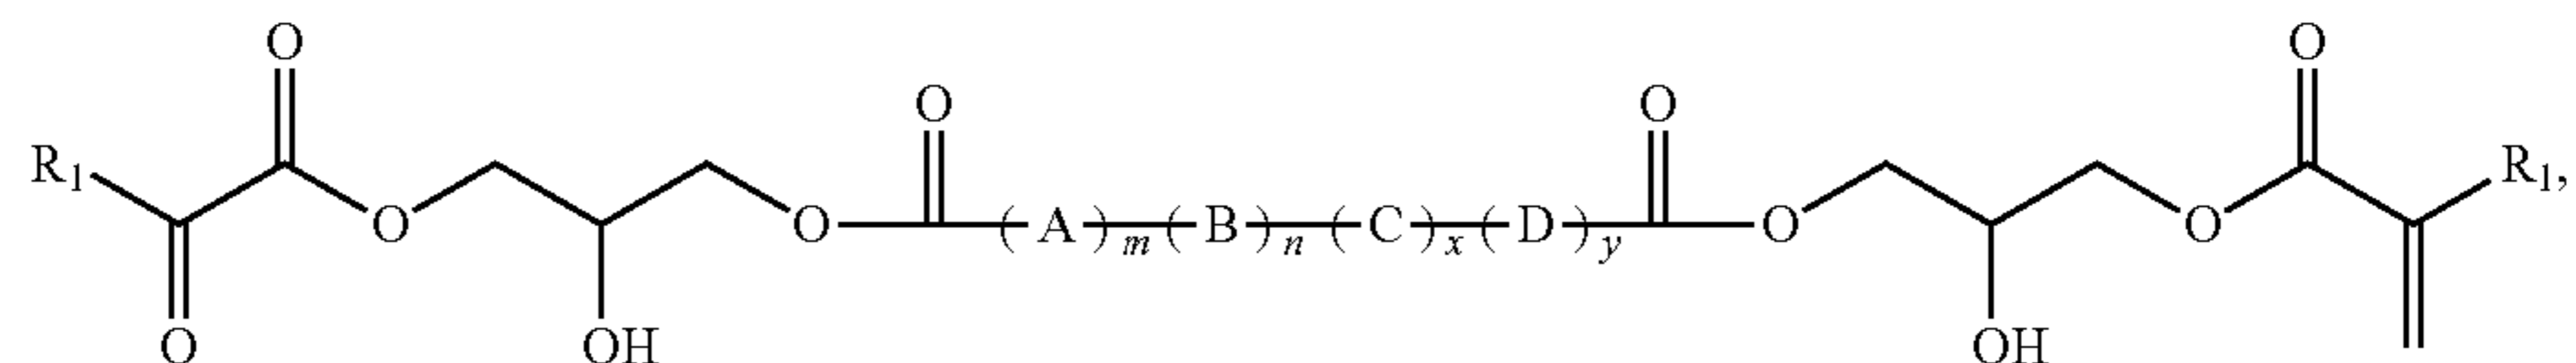 O O O O
R1 O O (A)m(B)n(C)x(D)y O O R1,
O OH OH